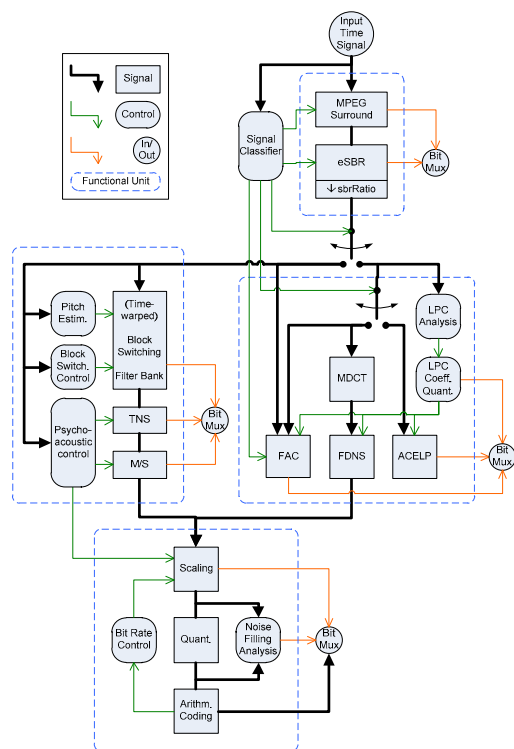 Input
Time
Signal
Signal
Control
In/
Out
Functional Unit
Signal
Classifier
MPEG
Surround
eSBR
↓ sbrRatio
Bit
Mux
Pitch
Estim.
Block
Switch.
Control
Psycho-
acoustic
control
(Time-
warped)
Block
Switching
Filter Bank
TNS
M/S
Bit
Mux
LPC
Analysis
LPC
Coeff.
Quant.
MDCT
FAC
FDNS
ACELP
Bit
Mux
Scaling
Bit Rate
Control
Quant.
Noise
Filling
Analysis
Bit
Mux
Arithm.
Coding